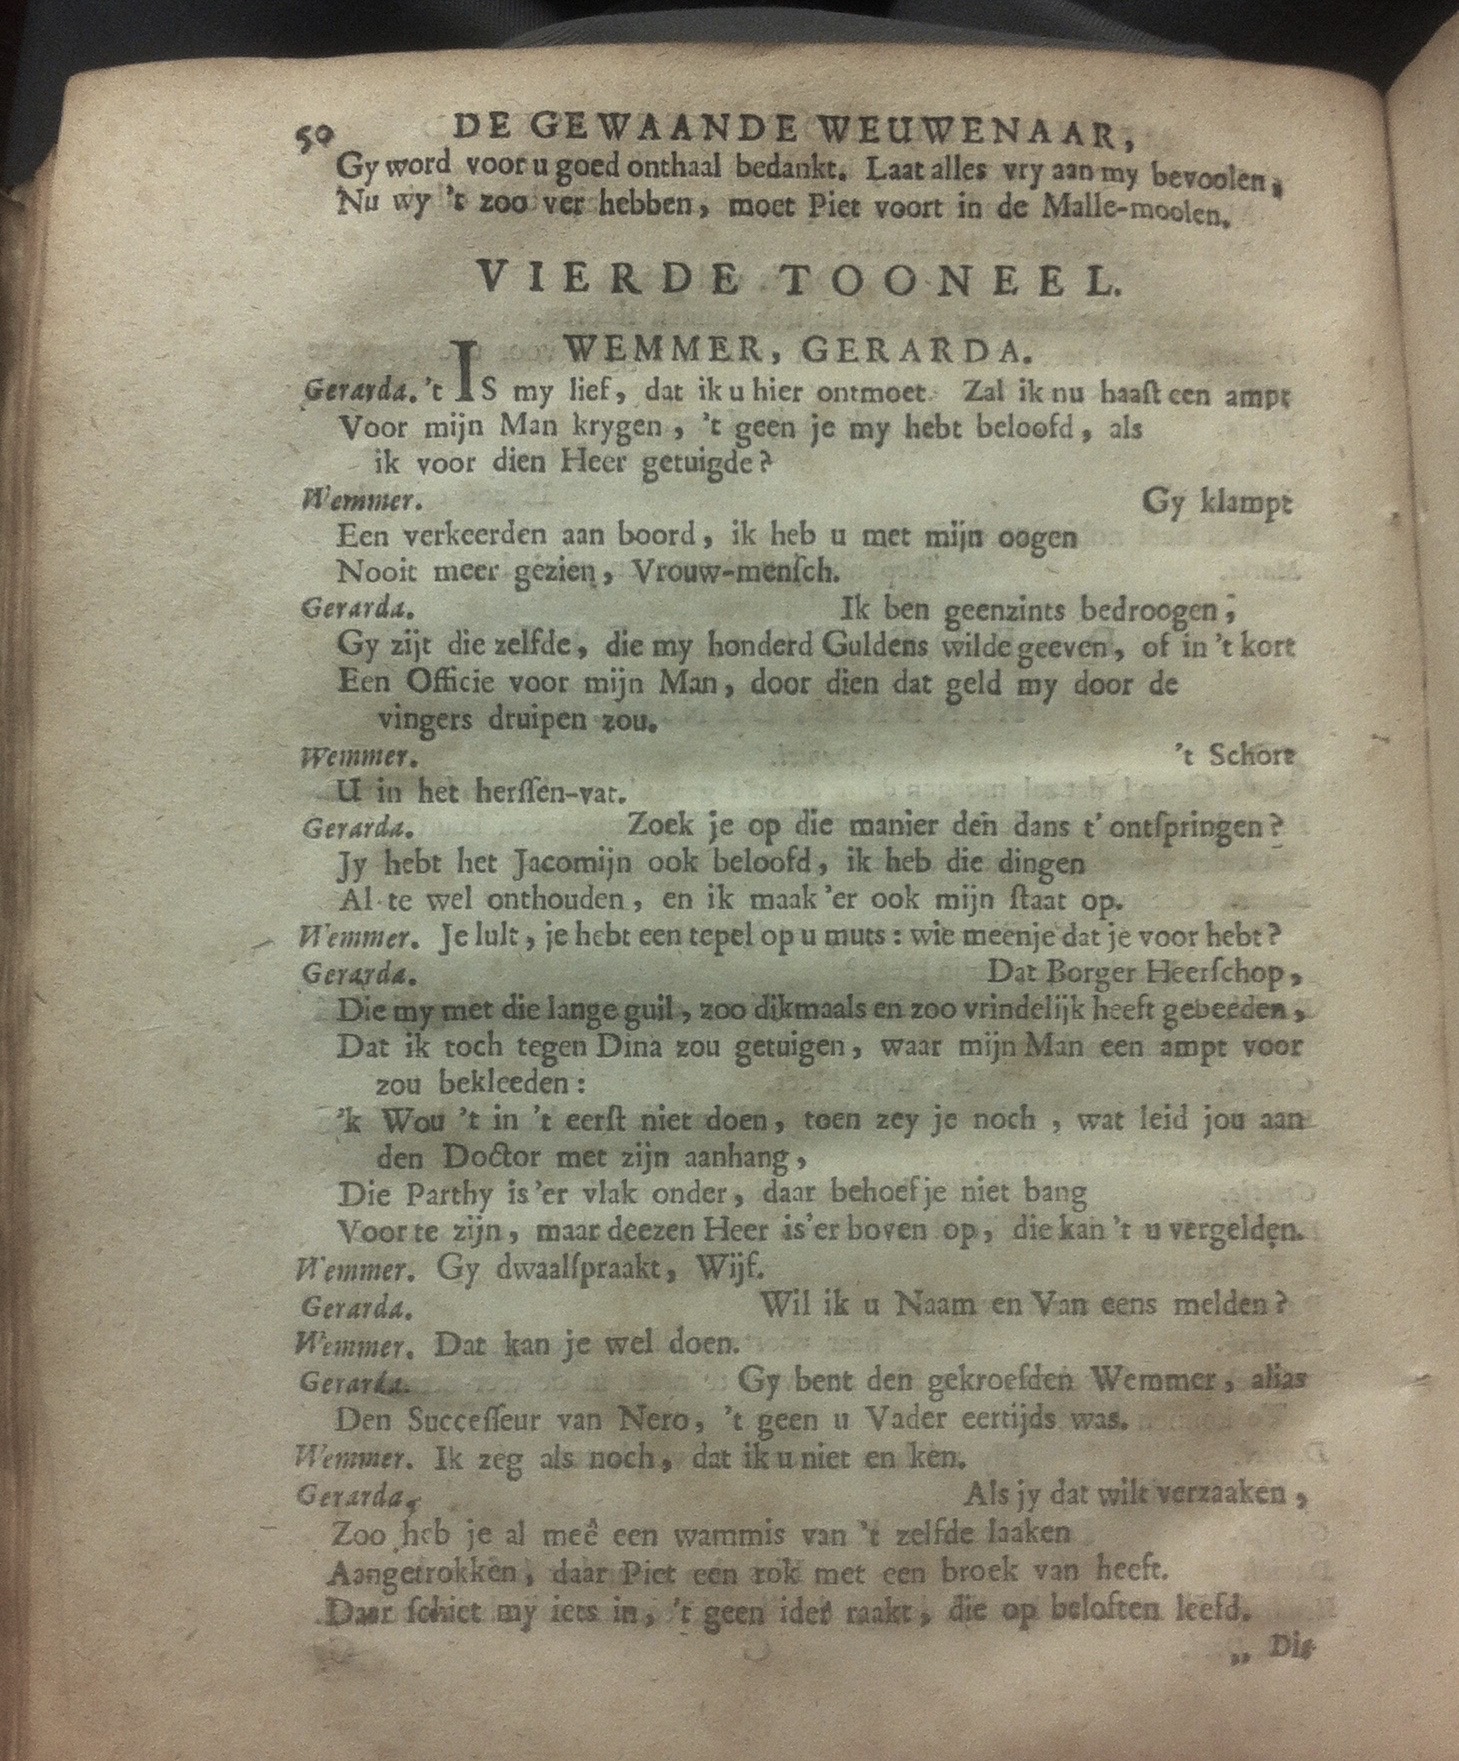 50 DE GEWAANDE WEUWENAAR,
Gy word voor u goed onthaal bedankt. Laat alles vry aan my bevoolen,
Nu wy 't zoo ver hebben, moet Piet voort in de Malle-moolen.
VIERDE TOONEEL.
WEMMER, GERARDA.
Gerarda. 't IS my lief, dat ik u hier ontmoet. Zal ik nu haaſt een ampt
Voor mijn Man krygen, 't geen je my hebt beloofd, als
ik voor dien Heer getuigde?
Wemmer. Gy klampt
Een verkeerden aan boord, ik heb u met mijn oogen
Nooit meer gezien, Vrouw-menſch.
Gerarda. Ik ben geenzints bedroogen;
Gy zijt die zelfde, die my honderd Guldens wilde geeven, of in 't kort
Een Officie voor mijn Man, door dien dat geld my door de
vingers druipen zou.
Wemmer. 't Schort
U in het herſſen-vat.
Gerarda. Zoek je op die manier den dans t' ontſpringen?
Jy hebt het Jacomijn ook beloofd, ik heb die dingen
Al te wel onthouden, en ik maak 'er ook mijn ſtaat op.
Wemmer. Je lult, je hebt een tepel op u muts: wie meenje dat je voor hebt?
Gerarda. Dat Borger Heerſchop,
Die my met die lange guil, zoo dikmaals en zoo vrindelijk heeft gebeeden,
Dat ik toch tegen Dina zou getuigen, waar mijn Man een ampt voor
zou bekleeden:
'k Wou 't in 't eerſt niet doen, toen zey je noch, wat leid jou aan
den Doctor met zijn aanhang,
Die Parthy is 'er vlak onder, daar behoef je niet bang
Voor te zijn, maar deezen Heer is 'er boven op, die kan 't u vergelden.
Wemmer. Gy dwaalſpraakt, Wijf.
Gerarda. Wil ik u Naam en Van eens melden?
Wemmer. Dat kan je wel doen.
Gerarda. Gy bent den gekroefden Wemmer, alias
Den Succeſſeur van Nero, 't geen u Vader eertijds was.
Wemmer. Ik zeg als noch, dat ik u niet en ken.
Gerarda. Als jy dat wilt verzaaken,
Zoo heb je al meê een wammis van 't zelfde laaken
Aangetrokken, daar Piet een rok met een broek van heeft.
Daar ſchiet my iets in, 't geen ider raakt, die op beloften leefd.
„ Die